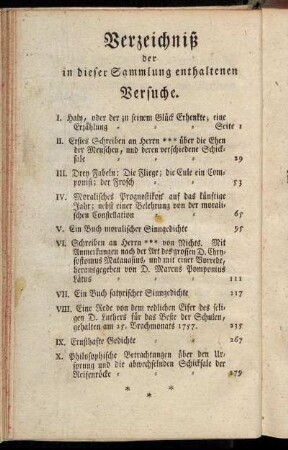 Verzeichniß
der
in dieser Sammlung enthaltenen
Versuche.
I. Haly, oder der zu seinem Glück Erhenkte, eine
Erzählung Seite 1
II. Erstes Schreiben an Herrn *** über die Ehen
der Menschen, und deren verschiedene Schick-
sale 29
III. Drey Fabeln: Die Fliege; die Eule ein Com-
ponist; der Frosch 53
IV. Moralisches Prognostikon auf das künftige
Jahr; nebst einer Belehrung von der morali-
schen Constellation 65
V. Ein Buch moralischer Sinngedichte 95
VI. Schreiben an Herrn *** von Nichts. Mit
Anmerkungen nach der Art des grossen D. Chry-
sostomus Matanasius, und mit einer Vorrede,
herausgegeben von D. Marcus Pomponius
Lätus 111
VII. Ein Buch satyrischer Sinngedichte 217
VIII. Eine Rede von dem redlichen Eifer des seli-
gen D. Luthers für das Beste der Schulen,
gehalten am 25. Brachmonats 1757. 235
IX. Ernsthafte Gedichte 267
X. Philosophische Betrachtungen über den Ur-
sprung und die abwechselnden Schicksale der
Reifenröcke 279
* * *